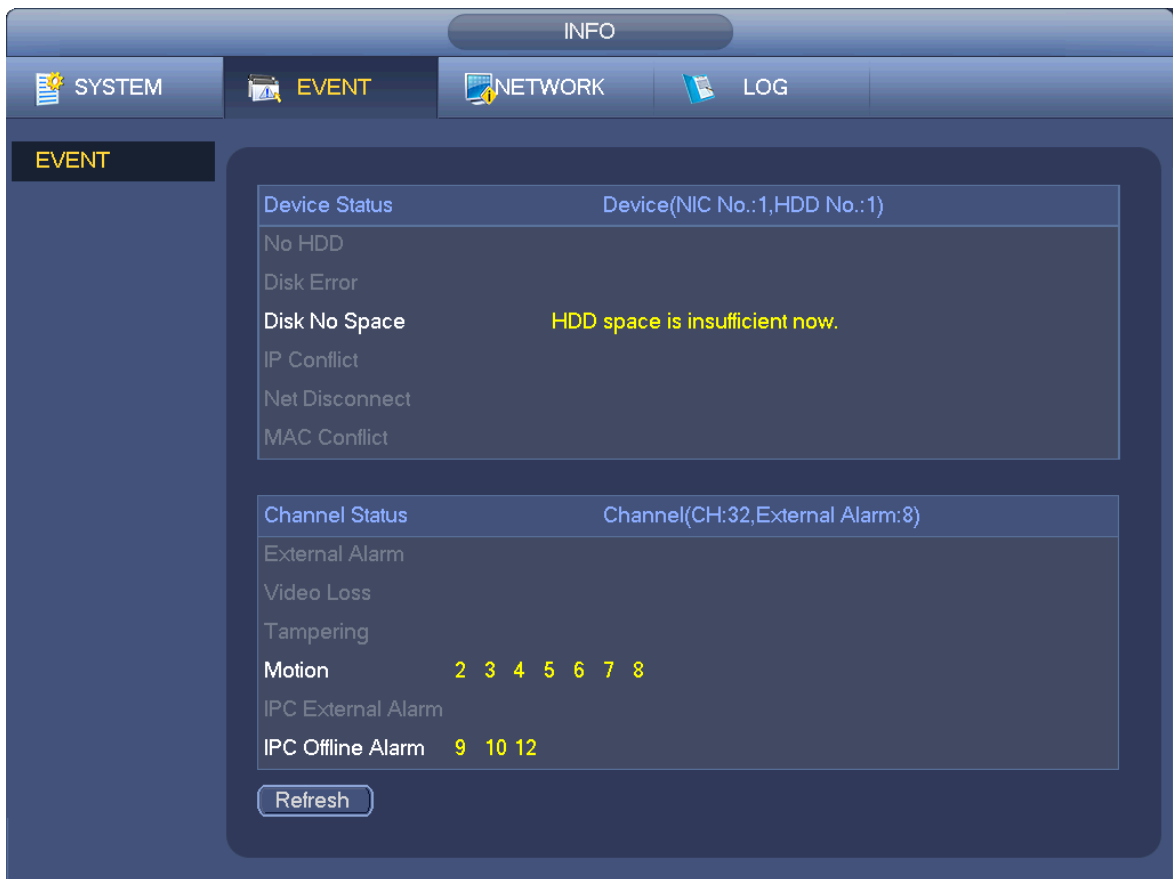 INFO
SYSTEM EVENT NETWORK LOG
EVENT
Device Status Device(NIC No.:1,HDD No.:1)
No HDD
Disk Error
Disk No Space HDD space is insufficient now.
IP Conflict
Net Disconnect
MAC Conflict
Channel Status Channel(CH:32,External Alarm:8)
External Alarm
Video Loss
Tampering
Motion 2 3 4 5 6 7 8
IPC External Alarm
IPC Offline Alarm 9 10 12
Refresh